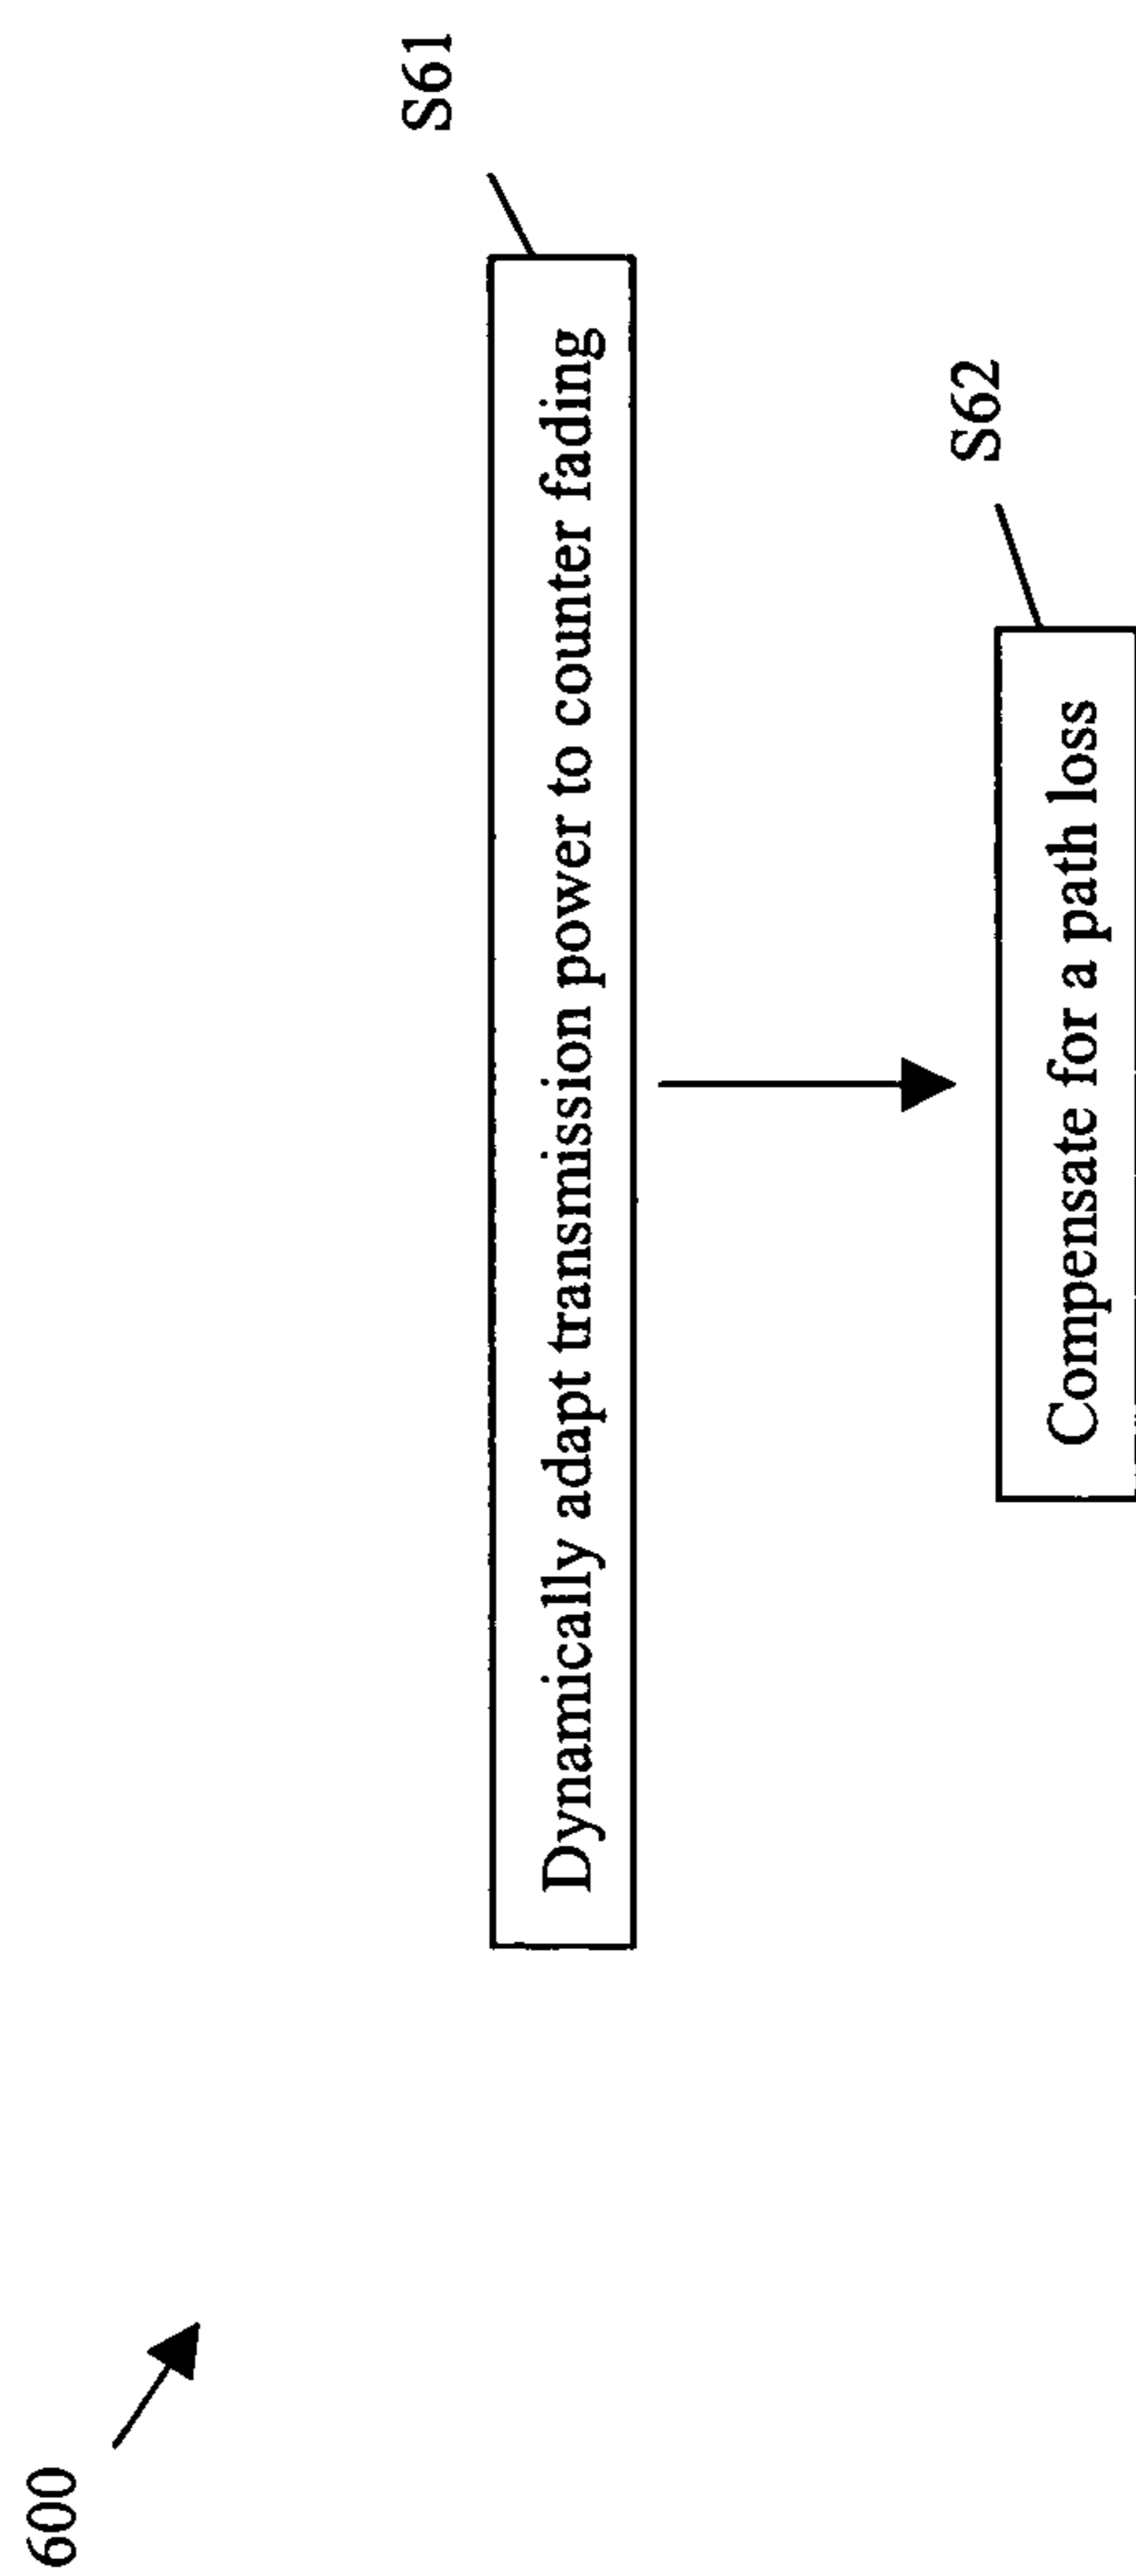 600
S61
Dynamically adapt transmission power to counter fading
S62
Compensate for a path loss